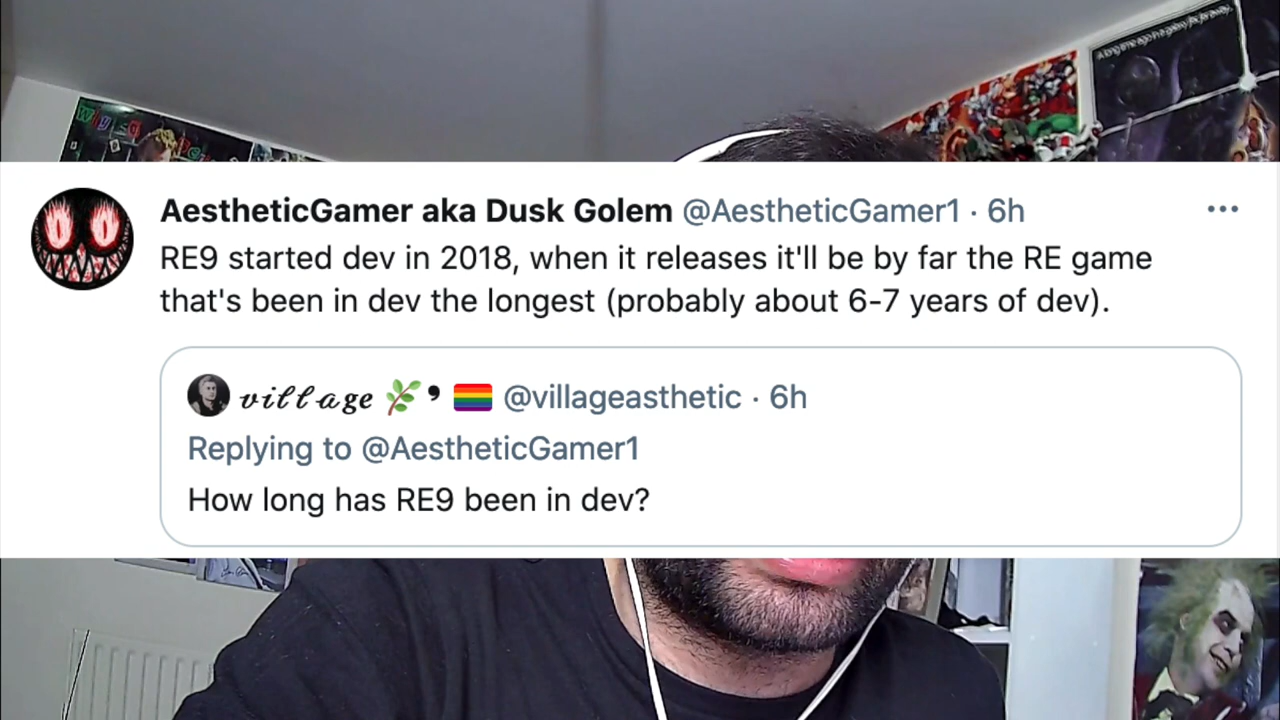 AestheticGamer aka Dusk Golem @AestheticGamer1 · 6h
RE9 started dev in 2018, when it releases it'll be by far the RE game
that's been in dev the longest (probably about 6-7 years of dev).
𝓿𝓲𝓵𝓵𝓪𝓰𝓮 🌿❜ 🏳️‍🌈 @villageasthetic · 6h
Replying to @AestheticGamer1
How long has RE9 been in dev?